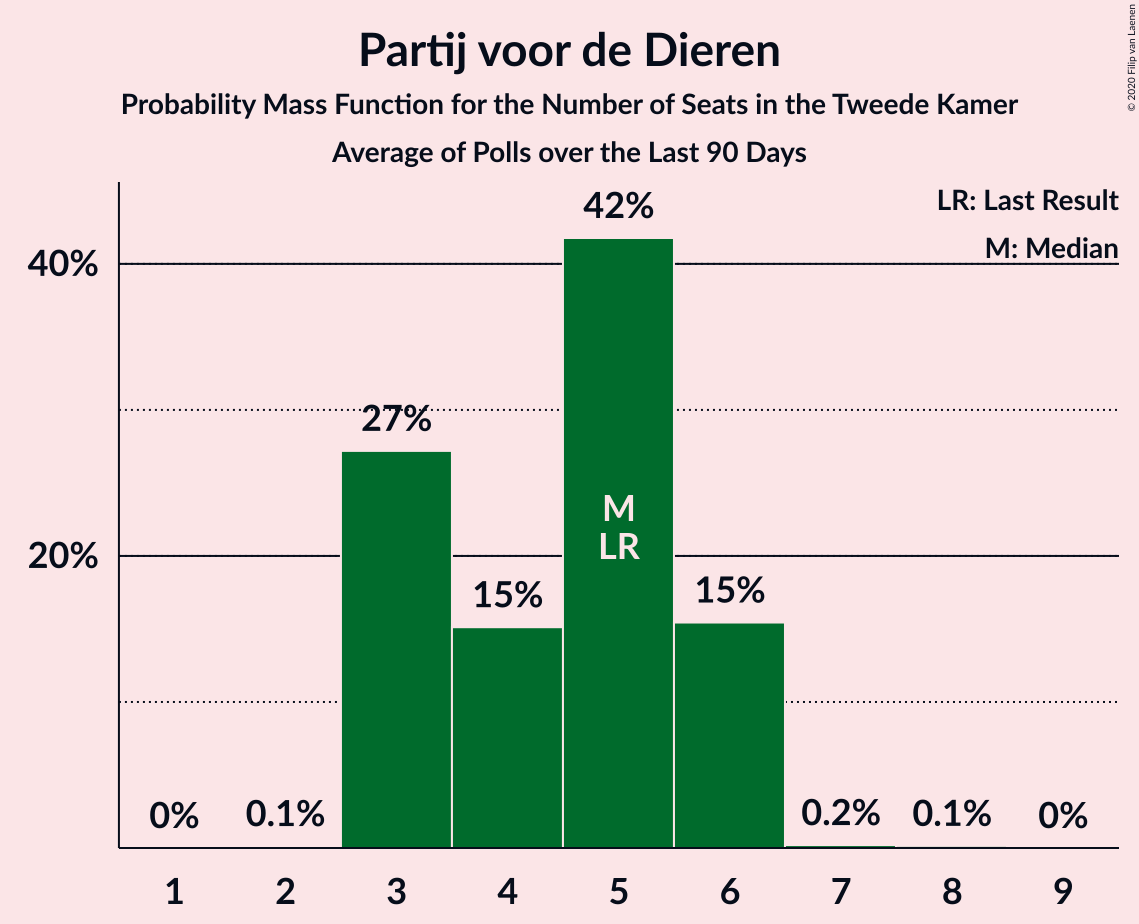 Partij voor de Dieren
Probability Mass Function for the Number of Seats in the Tweede Kamer
Average of Polls over the Last 90 Days
© 2020 Filip van Laenen
LR: Last Result
M: Median
40%
20%
0%
0.1%
27%
15%
42%
M
LR
15%
0.2%
0.1%
0%
1 2 3 4 5 6 7 8 9